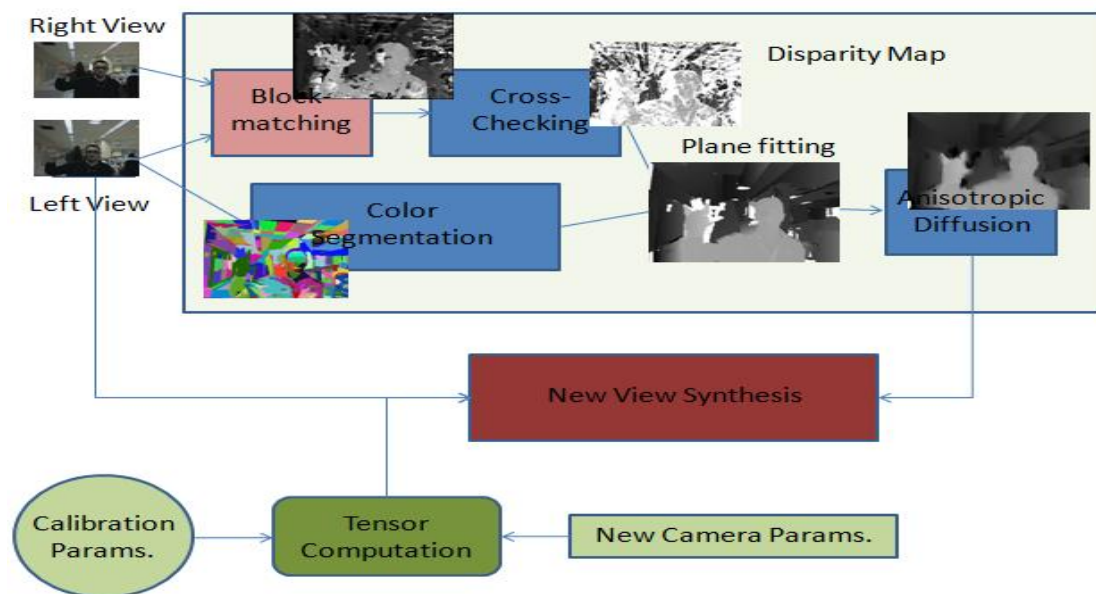 Right View
Disparity Map
Block-
matching
Cross-
Checking
Plane fitting
Left View
Color
Segmentation
Anisotropic
Diffusion
New View Synthesis
Calibration
Params.
Tensor
Computation
New Camera Params.